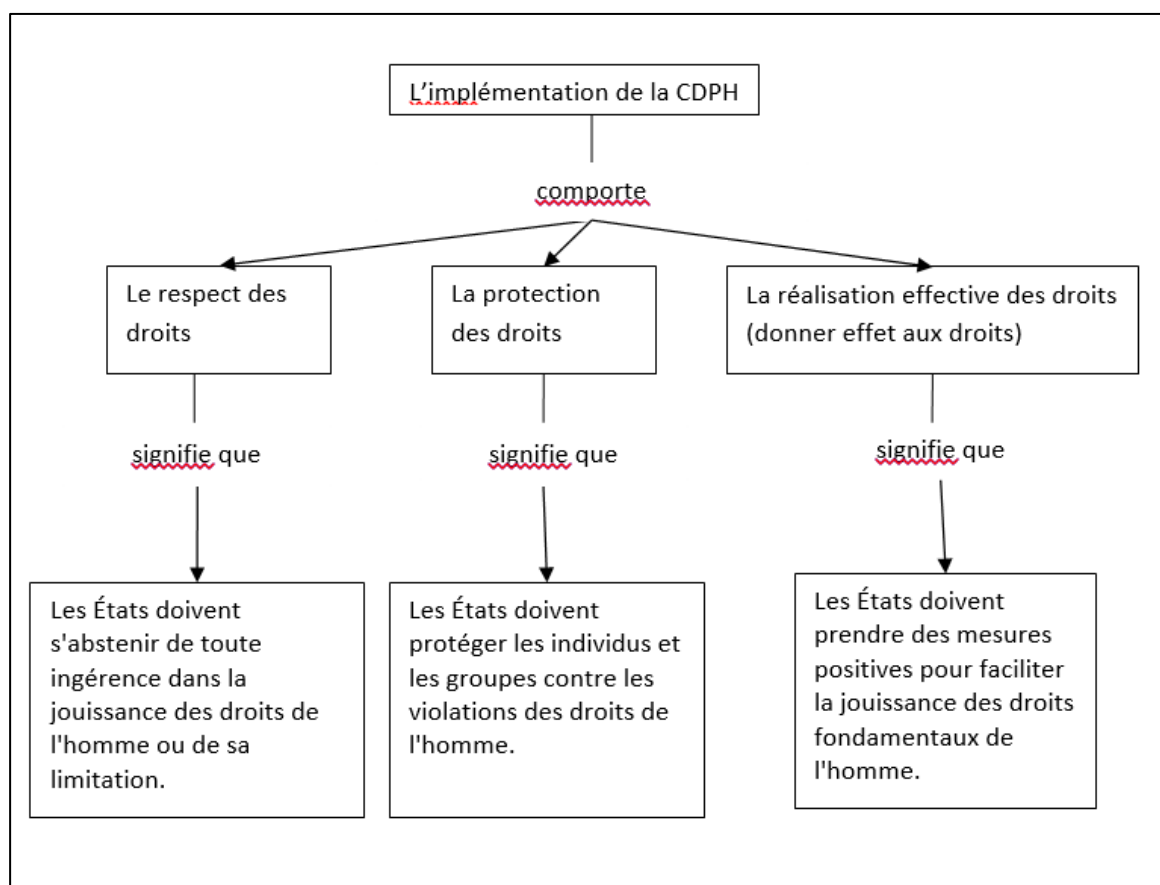 L'implémentation de la CDPH
comporte
Le respect des
droits
La protection
des droits
La réalisation effective des droits
(donner effet aux droits)
signifie que
signifie que
signifie que
Les États doivent
s'abstenir de toute
ingérence dans la
jouissance des droits de
l'homme ou de sa
limitation.
Les États doivent
protéger les individus et
les groupes contre les
violations des droits de
l'homme.
Les États doivent
prendre des mesures
positives pour faciliter
la jouissance des droits
fondamentaux de
l'homme.